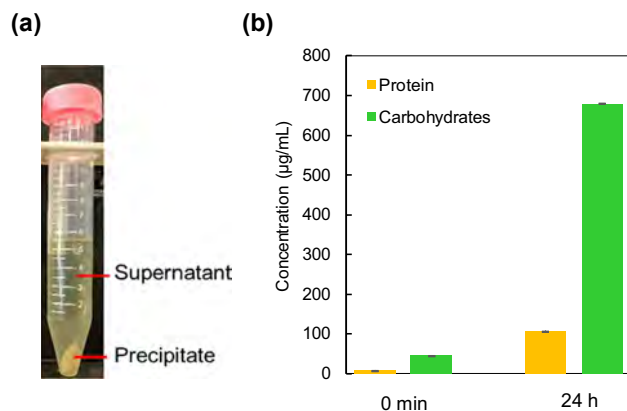 (a)
Supernatant
Precipitate
(b)
Concentration (µg/mL)
800
700
600
500
400
300
200
100
0
Protein
Carbohydrates
0 min
24 h